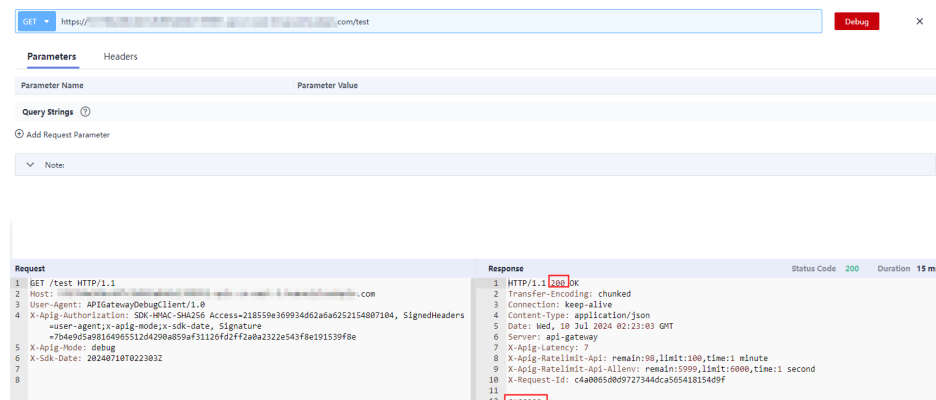 GET https:// .com/test Debug
Parameters Headers
Parameter Name Parameter Value
Query Strings ?
Add Request Parameter
Note:
Request
1 GET /test HTTP/1.1
2 Host: .com
3 User-Agent: APIGatewayDebugClient/1.0
4 X-Apig-Authorization: SDK-HMAC-SHA256 Access=218559e369934d62a6a6252154807104, SignedHeaders
=user-agent;x-apig-mode;x-sdk-date, Signature
=7b4e9d5a98164965512d4290a859af31126fd2ff2a0a2322e543f8e191539f8e
5 X-Apig-Mode: debug
6 X-Sdk-Date: 20240710T022303Z
7
8
Response Status Code 200 Duration 15 ms
1 HTTP/1.1 200 OK
2 Transfer-Encoding: chunked
3 Connection: keep-alive
4 Content-Type: application/json
5 Date: Wed, 10 Jul 2024 02:23:03 GMT
6 Server: api-gateway
7 X-Apig-Latency: 7
8 X-Apig-Ratelimit-Api: remain:98,limit:100,time:1 minute
9 X-Apig-Ratelimit-Api-Allenv: remain:5999,limit:6000,time:1 second
10 X-Request-Id: c4a0065d0d9727344dca565418154d9f
11
12